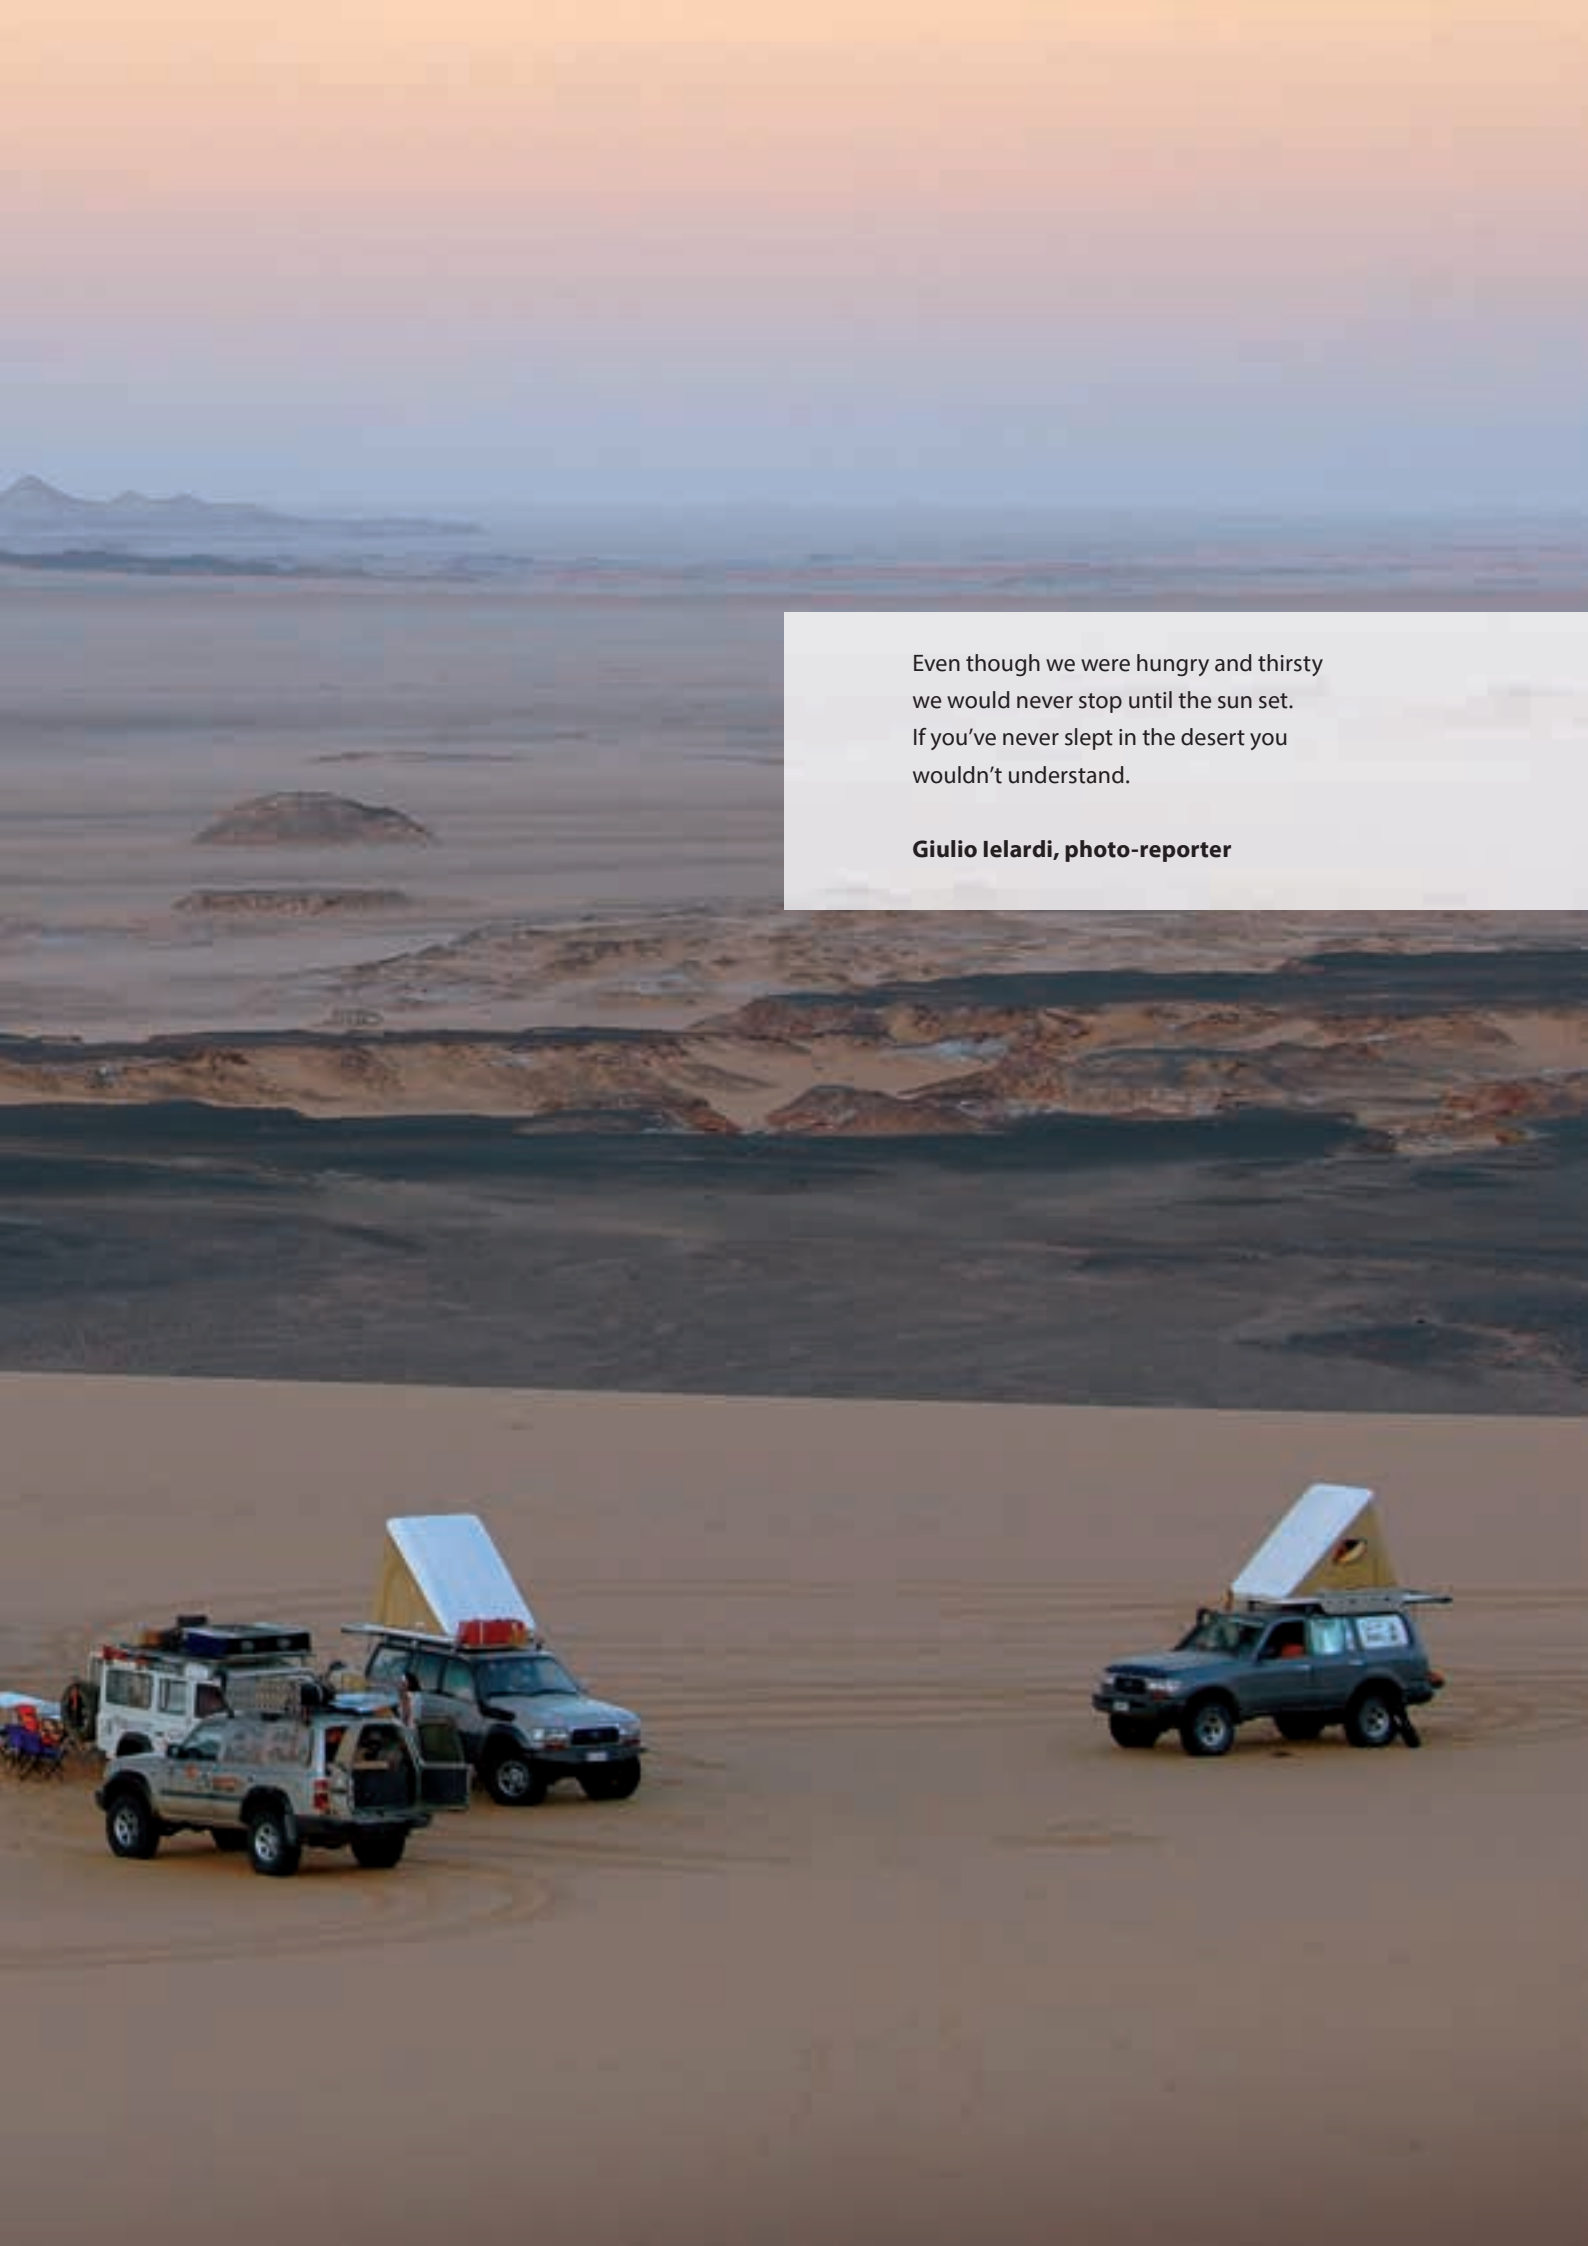 Even though we were hungry and thirsty
we would never stop until the sun set.
If you’ve never slept in the desert you
wouldn’t understand.
Giulio Ielardi, photo-reporter